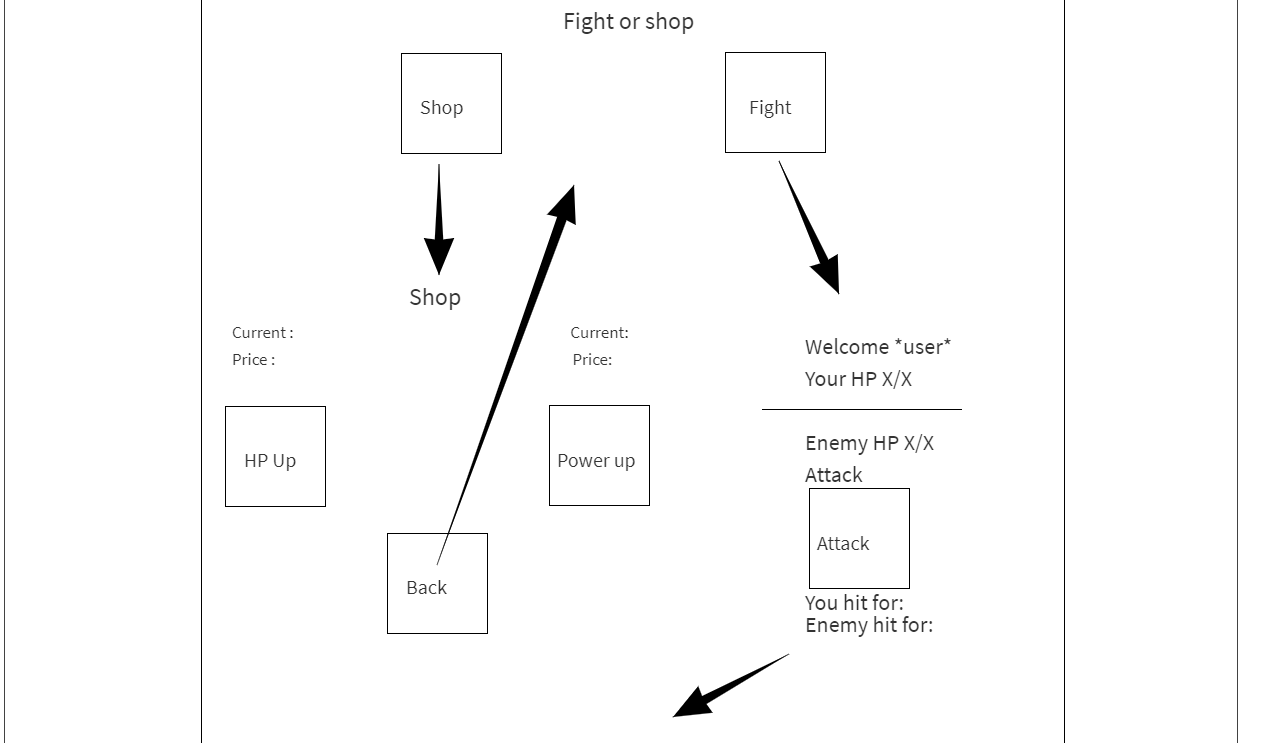 Fight or shop
Shop
Fight
Shop
Current :
Price :
Current:
Price:
HP Up
Power up
Back
Welcome *user*
Your HP X/X
Enemy HP X/X
Attack
Attack
You hit for:
Enemy hit for: